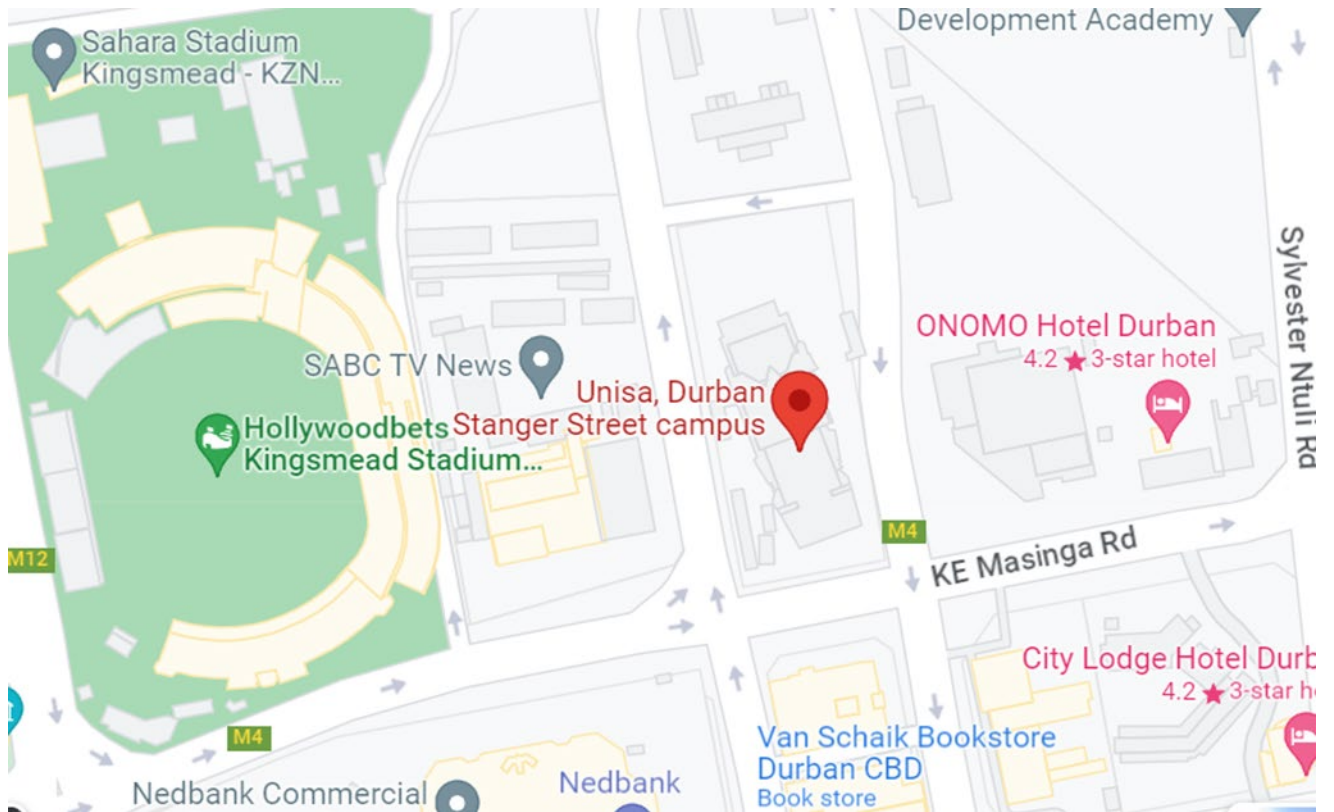 Development Academy
Sahara Stadium
Kingsmead - KZN...
Sylvester Ntuli Rd
ONOMO Hotel Durban
4.2 ★ 3-star hotel
SABC TV News
Unisa, Durban
Stanger Street campus
Hollywoodbets
Kingsmead Stadium...
M4
KE Masinga Rd
M12
City Lodge Hotel Durb
4.2 ★ 3-star ho
M4
Van Schaik Bookstore
Durban CBD
Book store
Nedbank Commercial
Nedbank